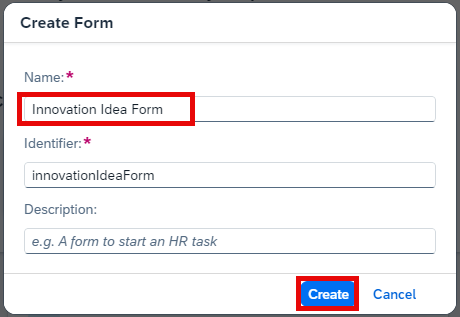 Create Form
Name:*
Innovation Idea Form
Identifier:*
innovationIdeaForm
Description:
e.g. A form to start an HR task
Create Cancel